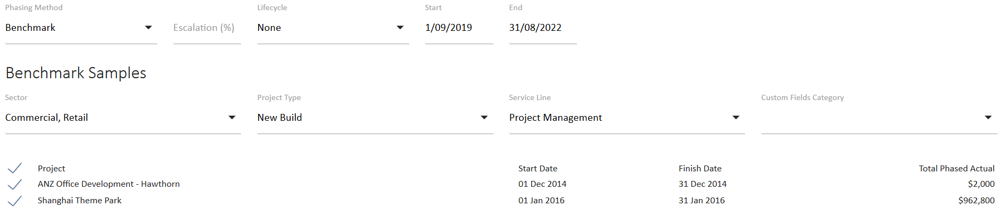 Phasing Method Lifecycle Start End
Benchmark Escalation (%) None 1/09/2019 31/08/2022
Benchmark Samples
Sector Project Type Service Line Custom Fields Category
Commercial, Retail New Build Project Management
Project Start Date Finish Date Total Phased Actual
ANZ Office Development - Hawthorn 01 Dec 2014 31 Dec 2014 $2,000
Shanghai Theme Park 01 Jan 2016 31 Jan 2016 $962,800